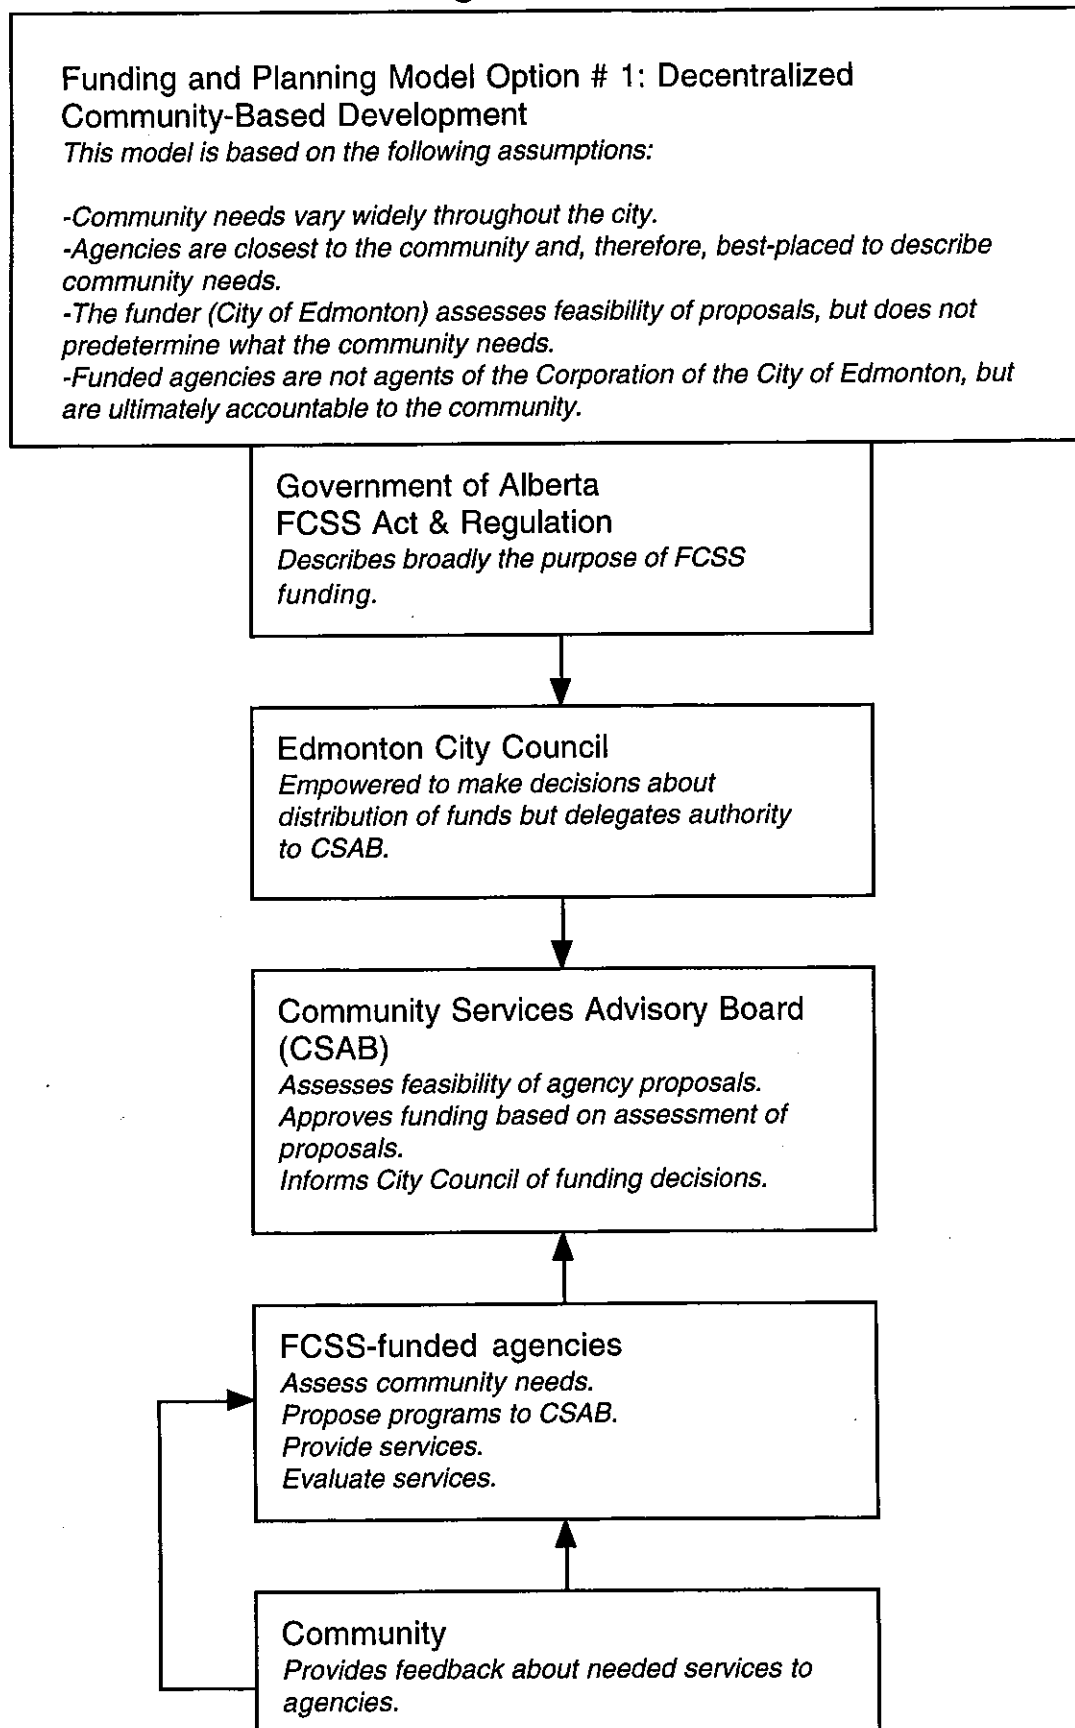 Funding and Planning Model Option # 1: Decentralized
Community-Based Development
This model is based on the following assumptions:
-Community needs vary widely throughout the city.
-Agencies are closest to the community and, therefore, best-placed to describe
community needs.
-The funder (City of Edmonton) assesses feasibility of proposals, but does not
predetermine what the community needs.
-Funded agencies are not agents of the Corporation of the City of Edmonton, but
are ultimately accountable to the community.
Government of Alberta
FCSS Act & Regulation
Describes broadly the purpose of FCSS
funding.
Edmonton City Council
Empowered to make decisions about
distribution of funds but delegates authority
to CSAB.
Community Services Advisory Board
(CSAB)
Assesses feasibility of agency proposals.
Approves funding based on assessment of
proposals.
Informs City Council of funding decisions.
FCSS-funded agencies
Assess community needs.
Propose programs to CSAB.
Provide services.
Evaluate services.
Community
Provides feedback about needed services to
agencies.